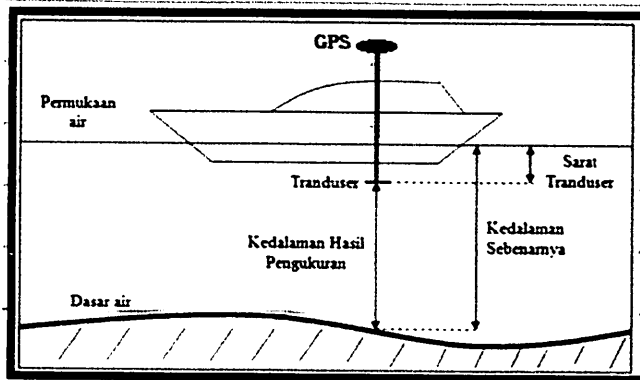 GPS
Permukaan
air
Tranduser
Sarat
Tranduser
Kedalaman Hasil
Pengukuran
Kedalaman
Sebenarnya
Dasar air